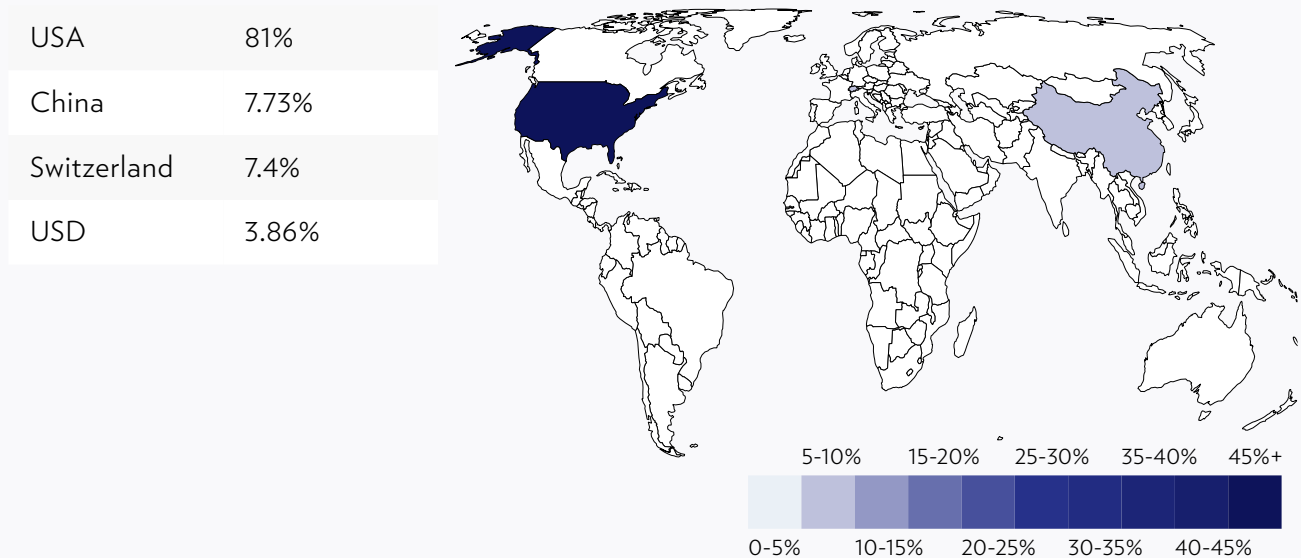 USA 81%
China 7.73%
Switzerland 7.4%
USD 3.86%
5-10% 15-20% 25-30% 35-40% 45%+
0-5% 10-15% 20-25% 30-35% 40-45%